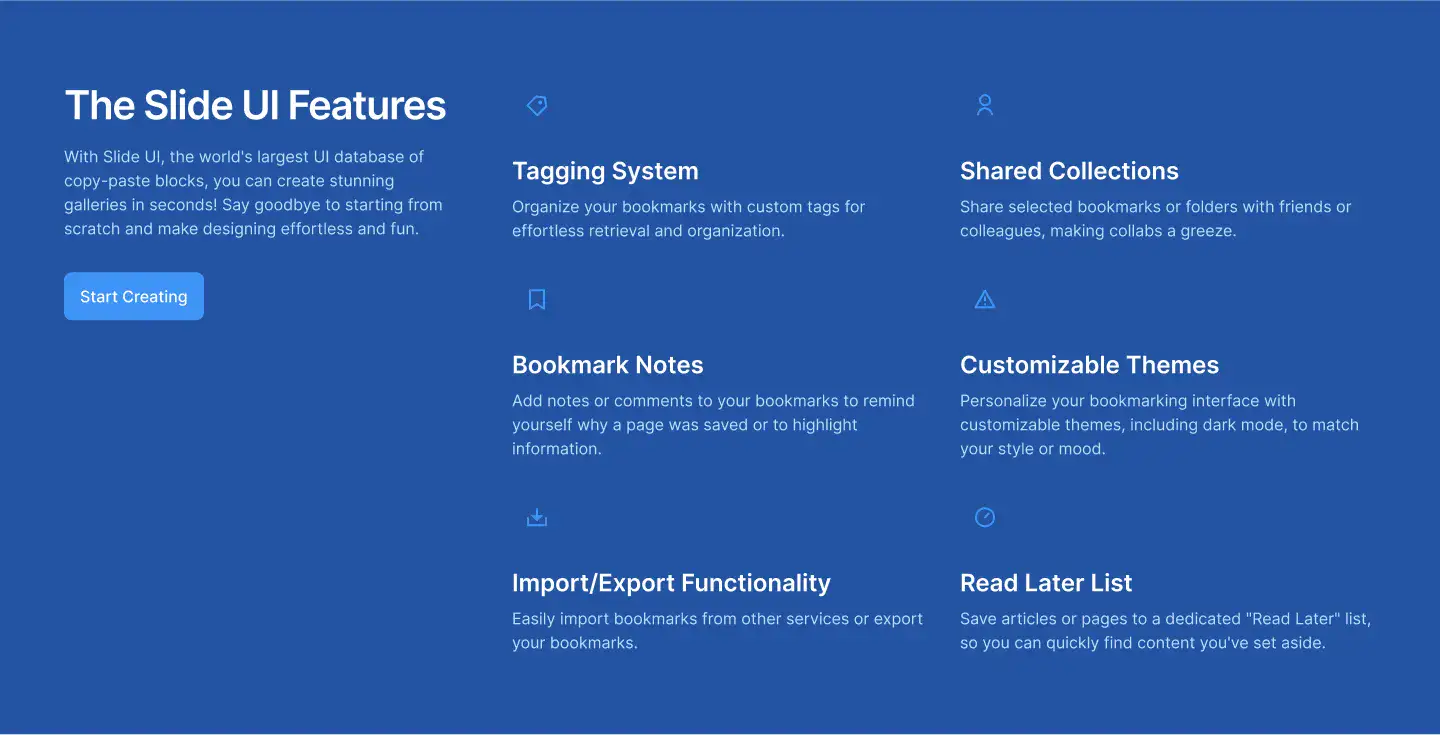 The Slide UI Features
With Slide UI, the world's largest UI database of
copy-paste blocks, you can create stunning
galleries in seconds! Say goodbye to starting from
scratch and make designing effortless and fun.
Start Creating
Tagging System
Organize your bookmarks with custom tags for
effortless retrieval and organization.
Shared Collections
Share selected bookmarks or folders with friends or
colleagues, making collabs a greeze.
Bookmark Notes
Add notes or comments to your bookmarks to remind
yourself why a page was saved or to highlight
information.
Customizable Themes
Personalize your bookmarking interface with
customizable themes, including dark mode, to match
your style or mood.
Import/Export Functionality
Easily import bookmarks from other services or export
your bookmarks.
Read Later List
Save articles or pages to a dedicated "Read Later" list,
so you can quickly find content you've set aside.